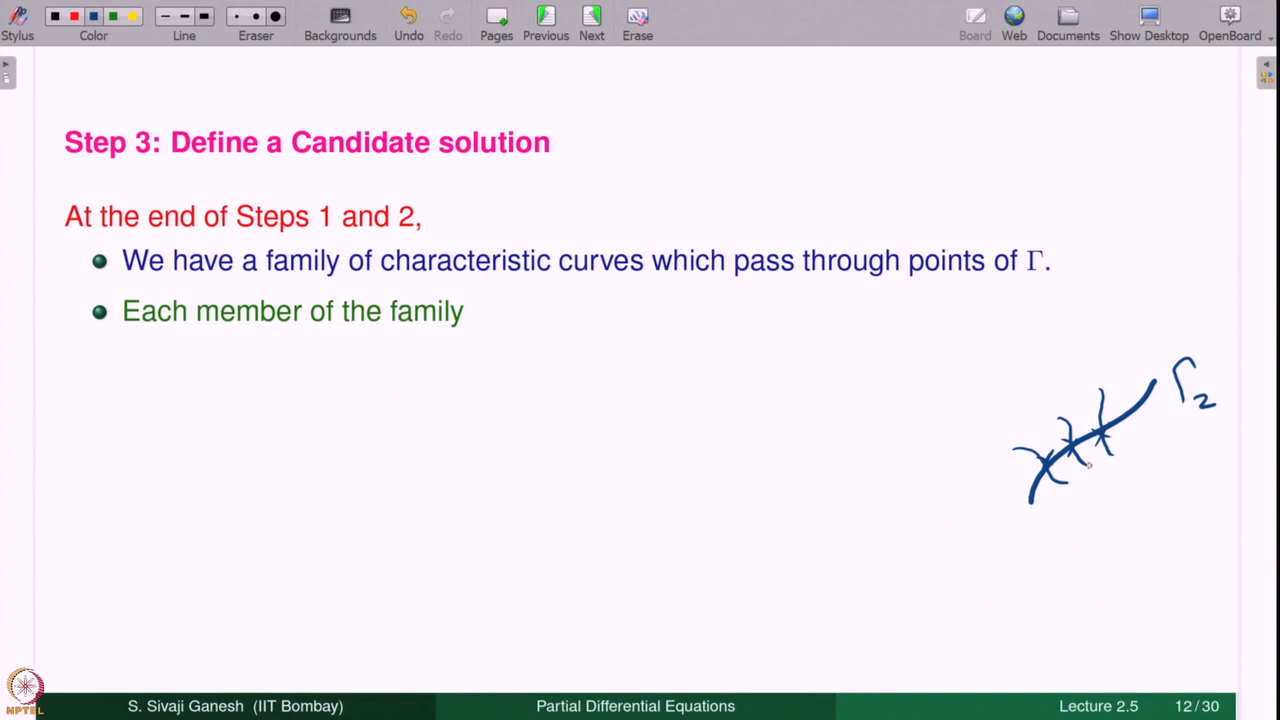 Stylus Color Line Eraser Backgrounds Undo Redo Pages Previous Next Erase Board Web Documents Show Desktop OpenBoard
Step 3: Define a Candidate solution
At the end of Steps 1 and 2,
We have a family of characteristic curves which pass through points of Γ.
Each member of the family
Γ2
NPTEL
S. Sivaji Ganesh (IIT Bombay) Partial Differential Equations Lecture 2.5 12/30